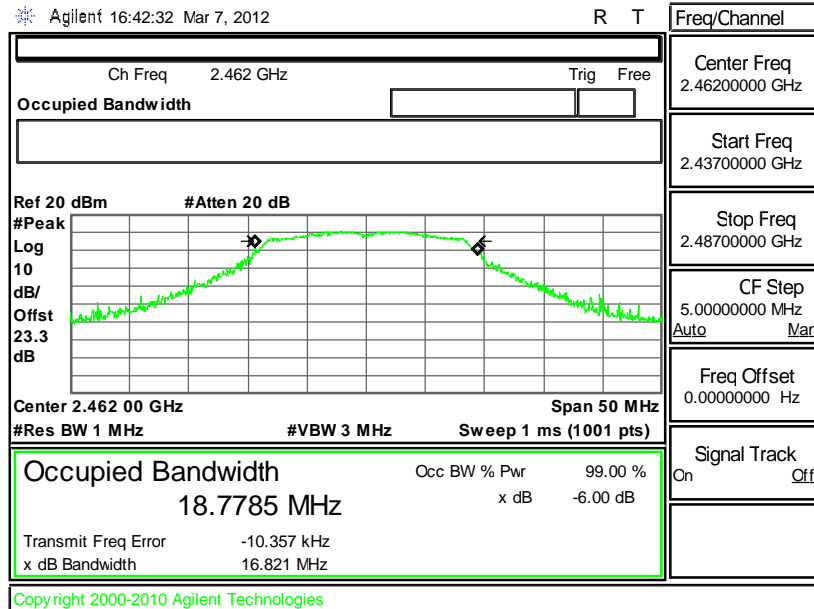 Agilent 16:42:32 Mar 7, 2012 R T
Freq/Channel
Ch Freq 2.462 GHz Trig Free
Occupied Bandwidth
Center Freq
2.46200000 GHz
Start Freq
2.43700000 GHz
Stop Freq
2.48700000 GHz
CF Step
5.00000000 MHz
Auto Man
Freq Offset
0.00000000 Hz
Signal Track
On Off
Ref 20 dBm #Atten 20 dB
#Peak
Log
10
dB/
Offst
23.3
dB
Center 2.462 00 GHz Span 50 MHz
#Res BW 1 MHz #VBW 3 MHz Sweep 1 ms (1001 pts)
Occupied Bandwidth Occ BW % Pwr 99.00 %
18.7785 MHz x dB -6.00 dB
Transmit Freq Error -10.357 kHz
x dB Bandwidth 16.821 MHz
Copyright 2000-2010 Agilent Technologies